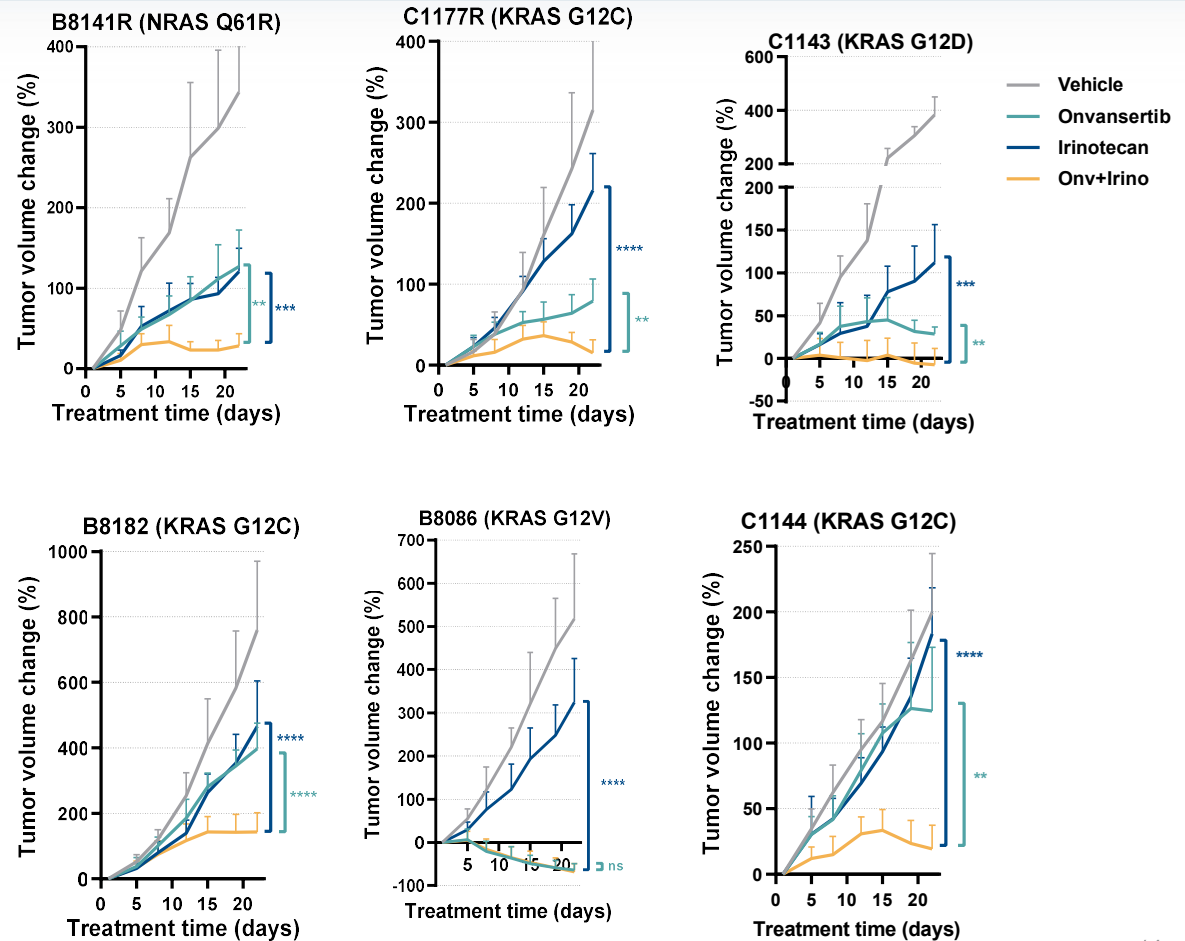 B8141R (NRAS Q61R)
Tumor volume change (%)
400
300
200
100
0
0 5 10 15 20
Treatment time (days)
**
***
C1177R (KRAS G12C)
Tumor volume change (%)
400
300
200
100
0
0 5 10 15 20
Treatment time (days)
****
**
C1143 (KRAS G12D)
Tumor volume change (%)
600
400
200
200
150
100
50
0
-50
0 5 10 15 20
Treatment time (days)
***
**
Vehicle
Onvansertib
Irinotecan
Onv+Irino
B8182 (KRAS G12C)
Tumor volume change (%)
1000
800
600
400
200
0
0 5 10 15 20
Treatment time (days)
****
****
B8086 (KRAS G12V)
Tumor volume change (%)
700
600
500
400
300
200
100
0
-100
5 10 15 20
Treatment time (days)
****
ns
C1144 (KRAS G12C)
Tumor volume change (%)
250
200
150
100
50
0
0 5 10 15 20
Treatment time (days)
****
**